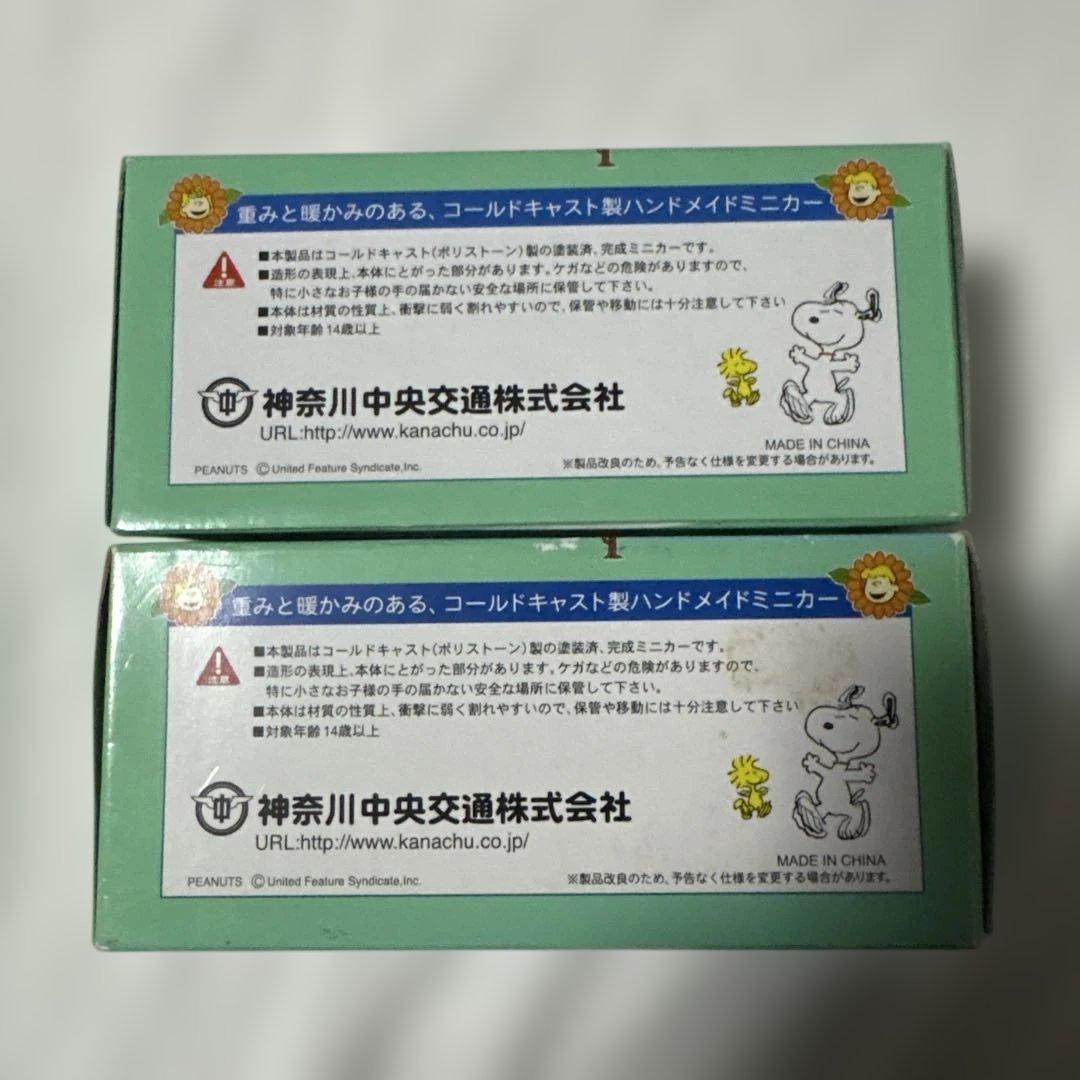 重みと暖かみのある、コールドキャスト製ハンドメイドミニカー
■本製品はコールドキャスト(ポリストーン)製の塗装済、完成ミニカーです。
■造形の表現上、本体にとがった部分があります。ケガなどの危険がありますので、
特に小さなお子様の手の届かない安全な場所に保管して下さい。
■本体は材質の性質上、衝撃に弱く割れやすいので、保管や移動には十分注意して下さい
■対象年齢14歳以上
注意
中
神奈川中央交通株式会社
URL:http://www.kanachu.co.jp/
MADE IN CHINA
PEANUTS ©United Feature Syndicate,Inc.
※製品改良のため、予告なく仕様を変更する場合があります。
重みと暖かみのある、コールドキャスト製ハンドメイドミニカー
■本製品はコールドキャスト(ポリストーン)製の塗装済、完成ミニカーです。
■造形の表現上、本体にとがった部分があります。ケガなどの危険がありますので、
特に小さなお子様の手の届かない安全な場所に保管して下さい。
■本体は材質の性質上、衝撃に弱く割れやすいので、保管や移動には十分注意して下さい
■対象年齢14歳以上
注意
中
神奈川中央交通株式会社
URL:http://www.kanachu.co.jp/
MADE IN CHINA
PEANUTS ©United Feature Syndicate,Inc.
※製品改良のため、予告なく仕様を変更する場合があります。